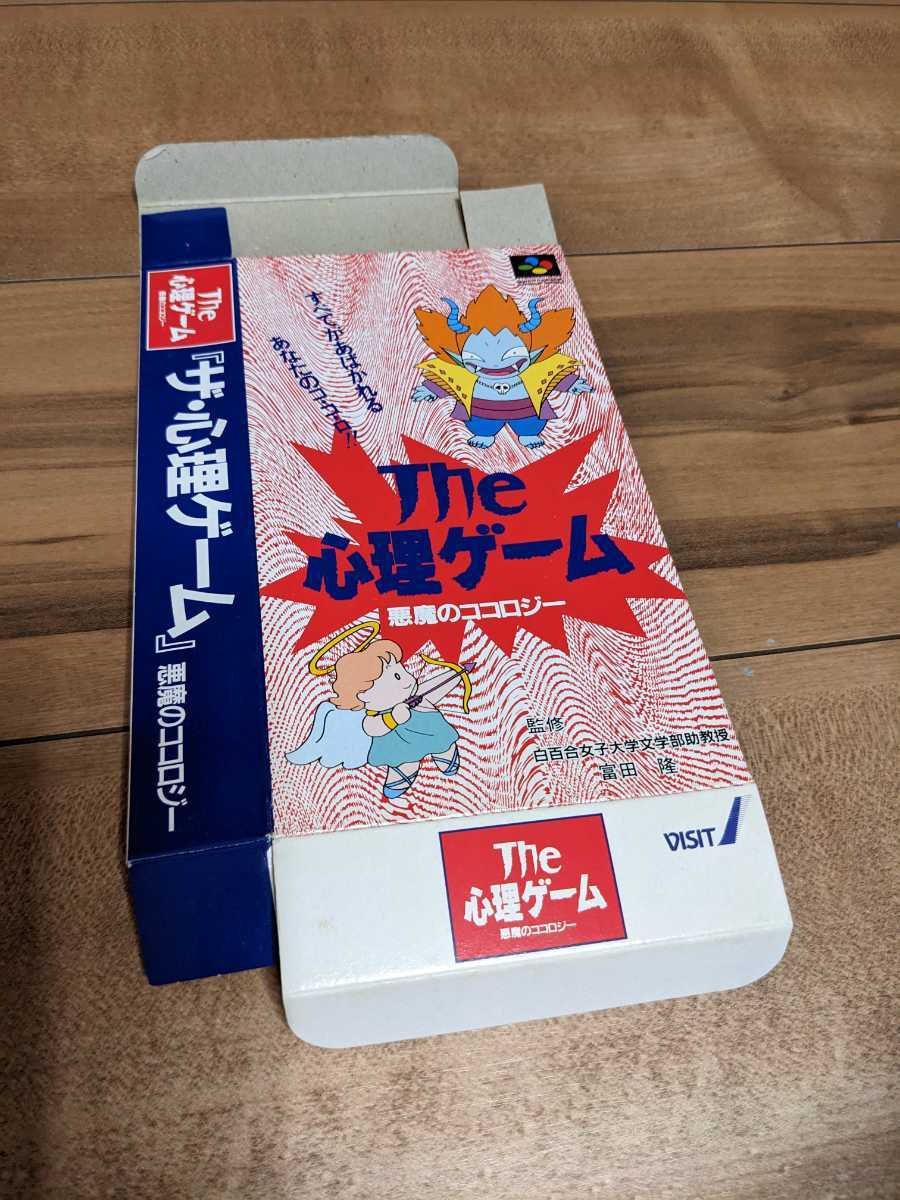 The
心理ゲーム
悪魔のココロジー
『ザ・心理ゲーム』悪魔のココロジー
すべてがあばかれる
あなたのココロ!!
The
心理ゲーム
悪魔のココロジー
監修
白百合女子大学文学部助教授
富田 隆
VISIT
The
心理ゲーム
悪魔のココロジー